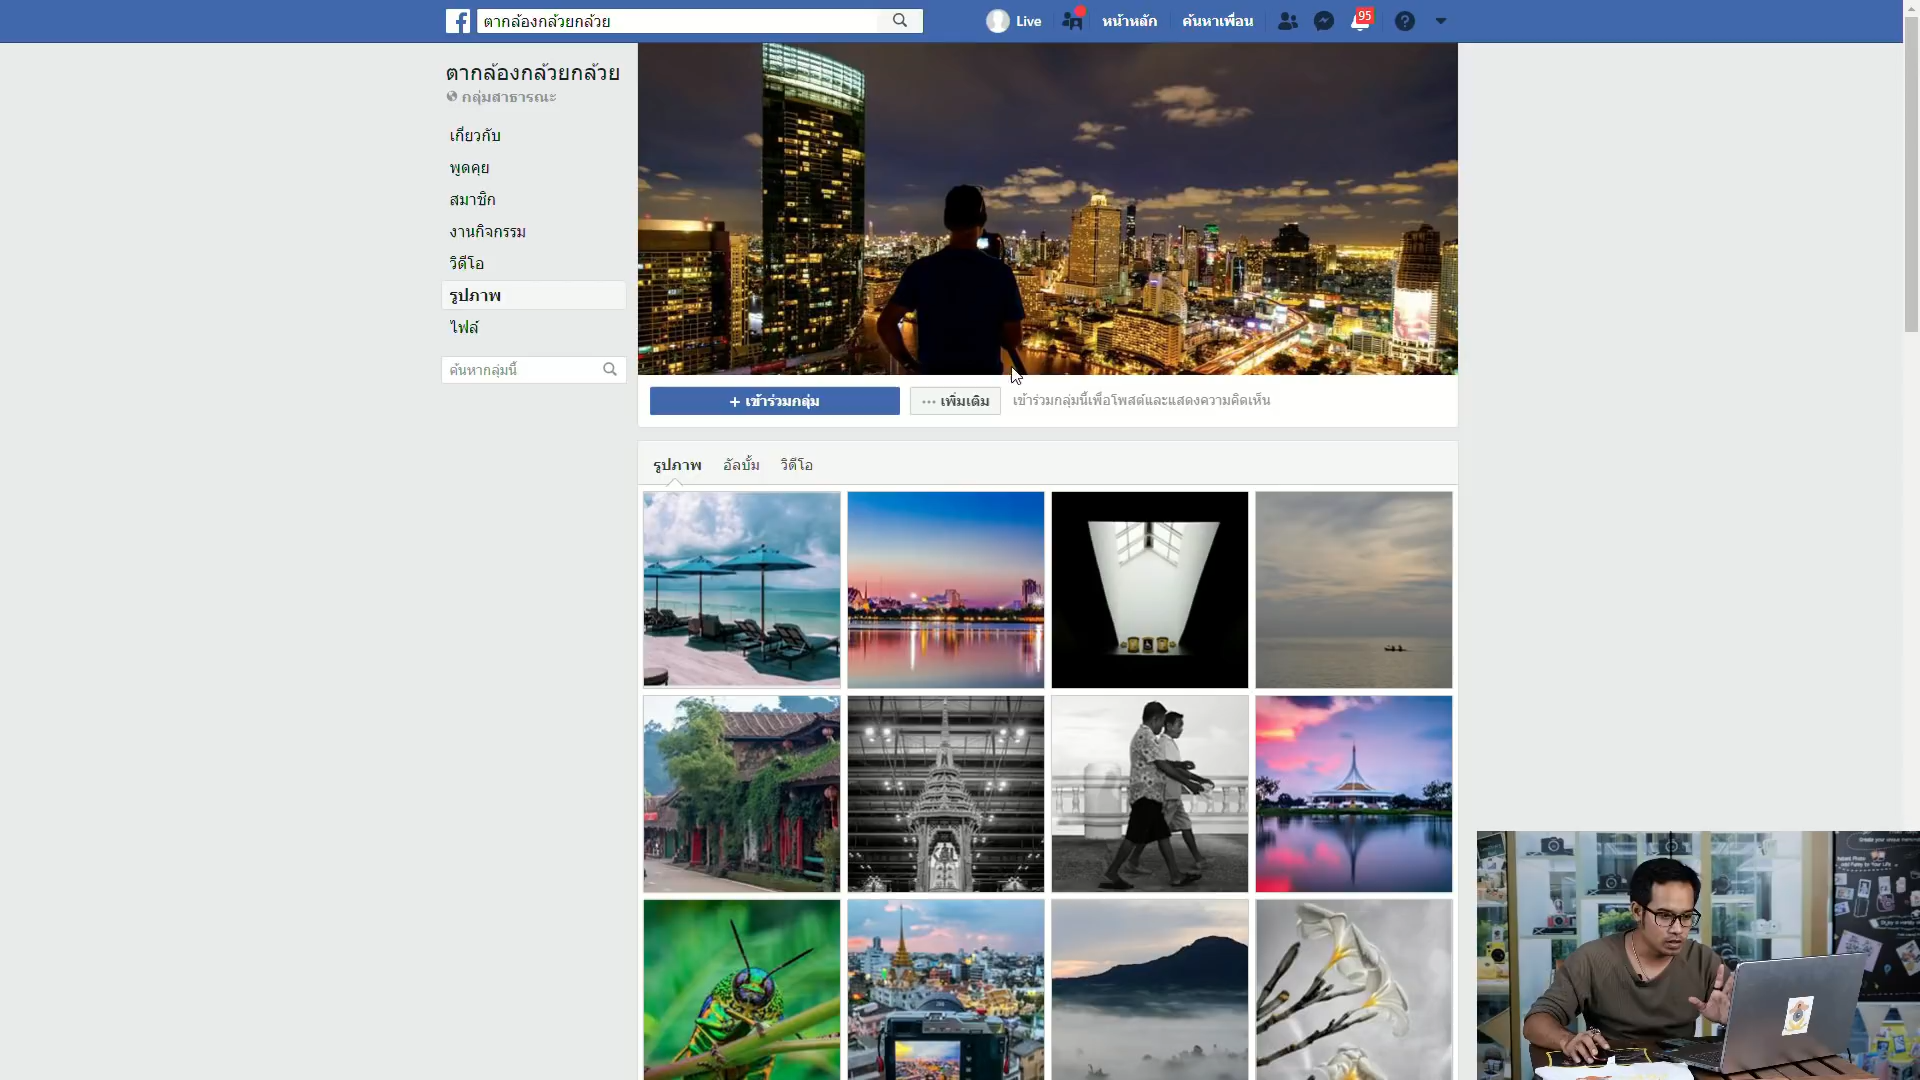 ตากล้องกล้วยกล้วย
Live
หน้าหลัก
ค้นหาเพื่อน
95
ตากล้องกล้วยกล้วย
กลุ่มสาธารณะ
เกี่ยวกับ
พูดคุย
สมาชิก
งานกิจกรรม
วิดีโอ
รูปภาพ
ไฟล์
ค้นหากลุ่มนี้
+ เข้าร่วมกลุ่ม
··· เพิ่มเติม
เข้าร่วมกลุ่มนี้เพื่อโพสต์และแสดงความคิดเห็น
รูปภาพ อัลบั้ม วิดีโอ